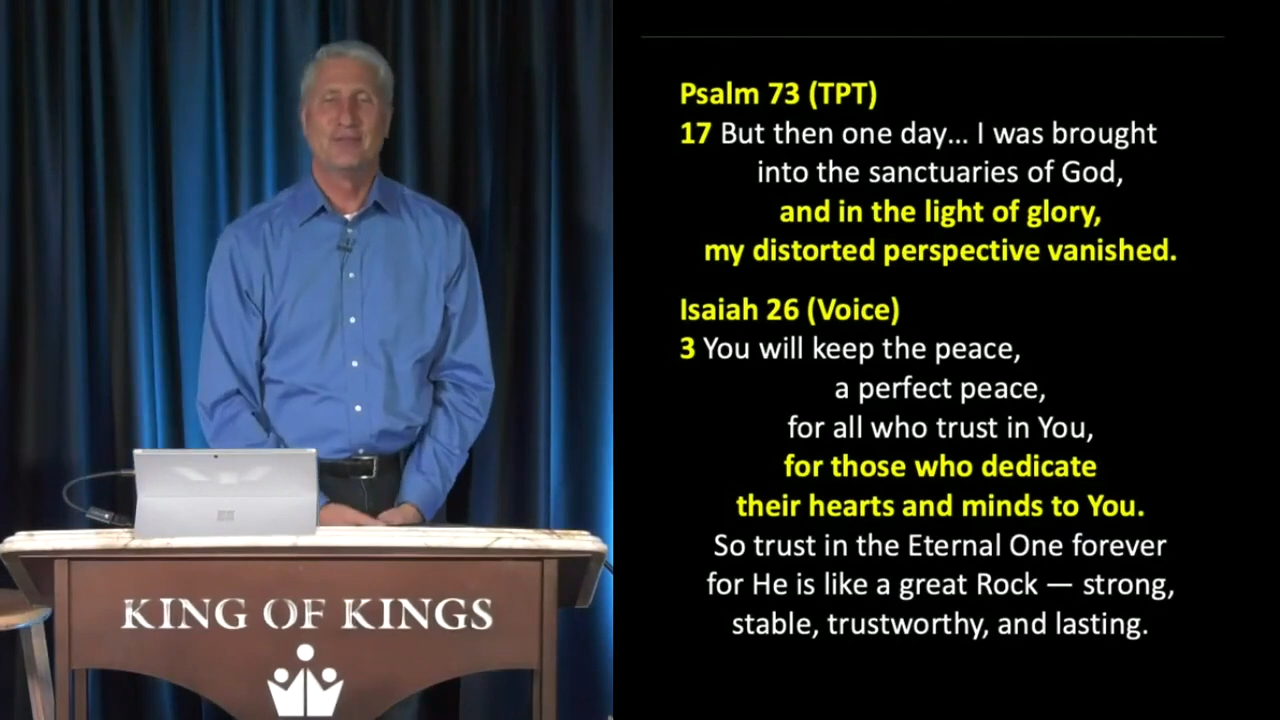 Psalm 73 (TPT)
17 But then one day... I was brought
into the sanctuaries of God,
and in the light of glory,
my distorted perspective vanished.
Isaiah 26 (Voice)
3 You will keep the peace,
a perfect peace,
for all who trust in You,
for those who dedicate
their hearts and minds to You.
So trust in the Eternal One forever
for He is like a great Rock — strong,
stable, trustworthy, and lasting.
KING OF KINGS